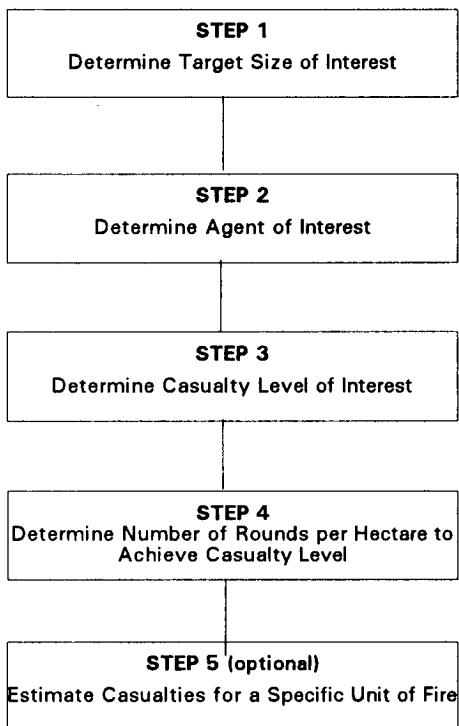 STEP 1
Determine Target Size of Interest
STEP 2
Determine Agent of Interest
STEP 3
Determine Casualty Level of Interest
STEP 4
Determine Number of Rounds per Hectare to
Achieve Casualty Level
STEP 5 (optional)
Estimate Casualties for a Specific Unit of Fire